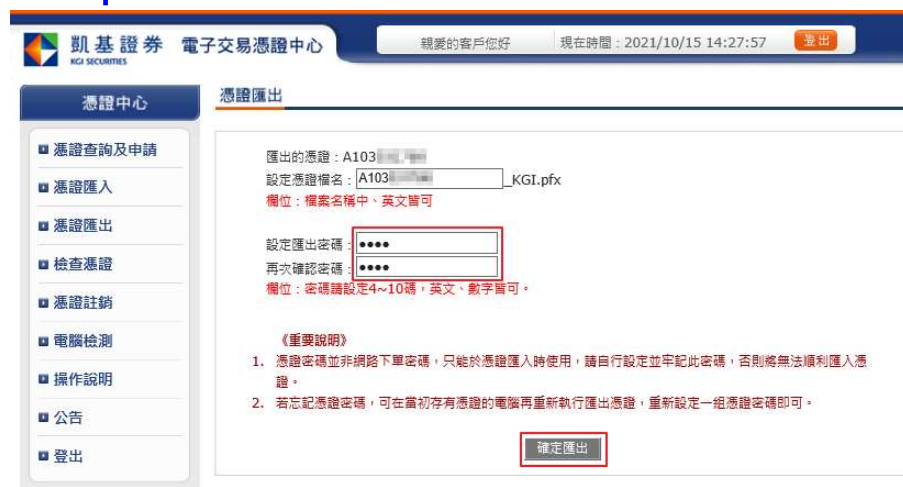 凱基證券 電子交易憑證中心
KGI SECURITIES
親愛的客戶您好 現在時間：2021/10/15 14:27:57 登出
憑證中心
憑證查詢及申請
憑證匯入
憑證匯出
檢查憑證
憑證註銷
電腦檢測
操作說明
公告
登出
憑證匯出
匯出的憑證：A103
設定憑證檔名：A103 _KGI.pfx
欄位：檔案名稱中、英文皆可
設定匯出密碼：●●●●
再次確認密碼：●●●●
欄位：密碼請設定4~10碼，英文、數字皆可。
《重要說明》
1. 憑證密碼並非網路下單密碼，只能於憑證匯入時使用，請自行設定並牢記此密碼，否則將無法順利匯入憑
證。
2. 若忘記憑證密碼，可在當初存有憑證的電腦再重新執行匯出憑證，重新設定一組憑證密碼即可。
確定匯出